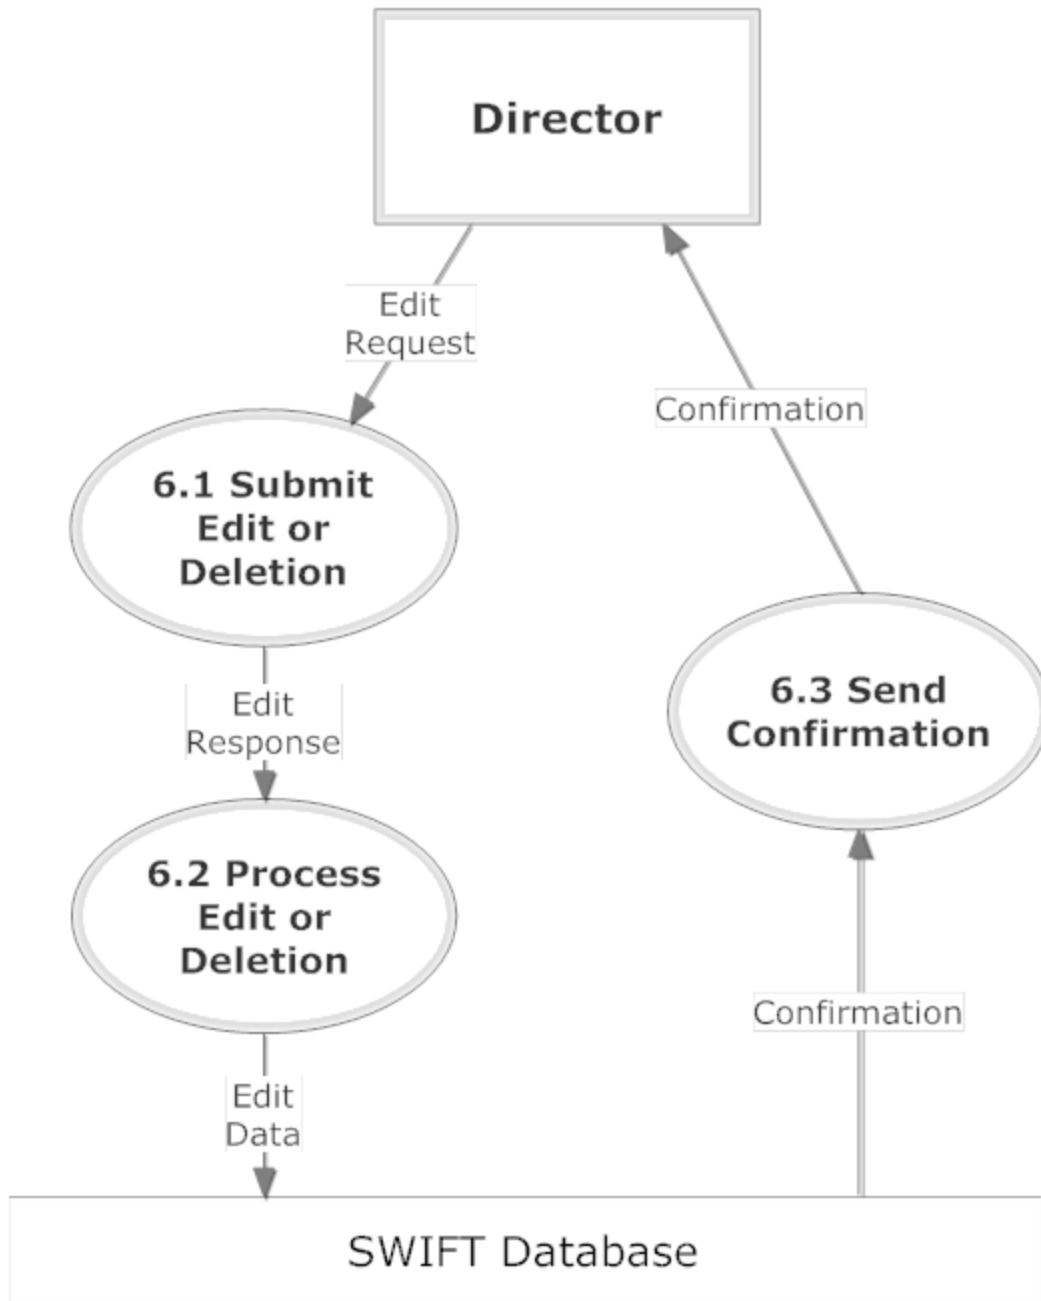 Director
Edit
Request
Confirmation
6.1 Submit
Edit or
Deletion
Edit
Response
6.3 Send
Confirmation
6.2 Process
Edit or
Deletion
Confirmation
Edit
Data
SWIFT Database